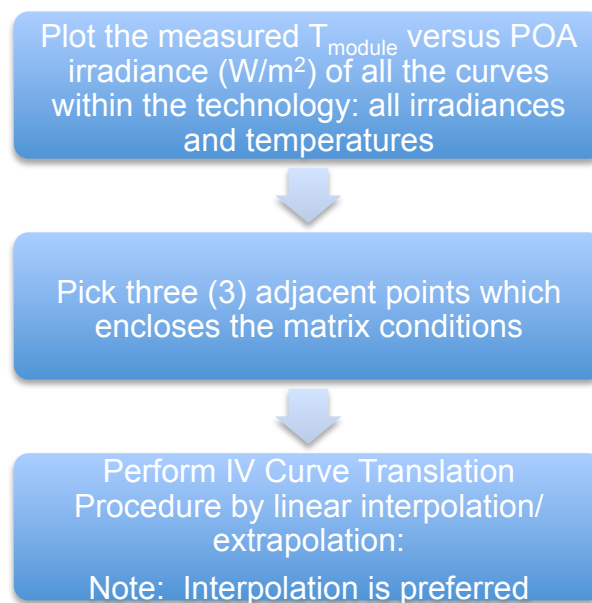 Plot the measured Tmodule versus POA
irradiance (W/m²) of all the curves
within the technology: all irradiances
and temperatures
Pick three (3) adjacent points which
encloses the matrix conditions
Perform IV Curve Translation
Procedure by linear interpolation/
extrapolation:
Note: Interpolation is preferred